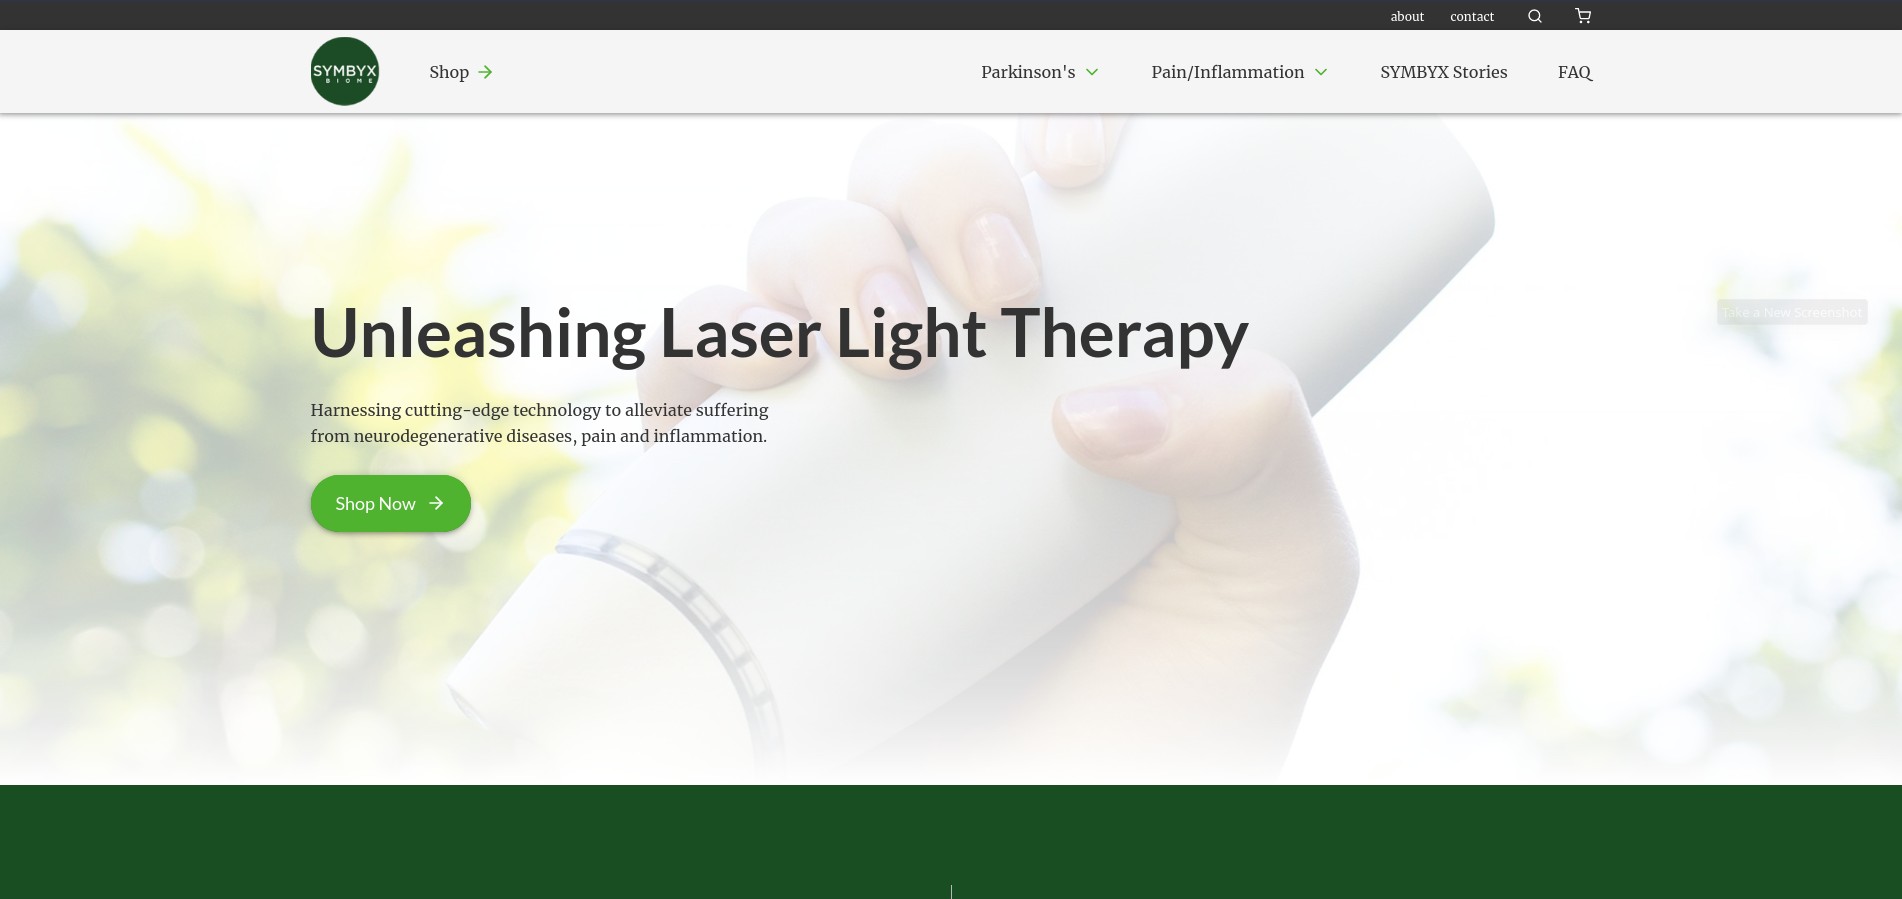 about contact
SYMBYX
BIOME
Shop
Parkinson's
Pain/Inflammation
SYMBYX Stories
FAQ
Take a New Screenshot
Unleashing Laser Light Therapy
Harnessing cutting-edge technology to alleviate suffering
from neurodegenerative diseases, pain and inflammation.
Shop Now